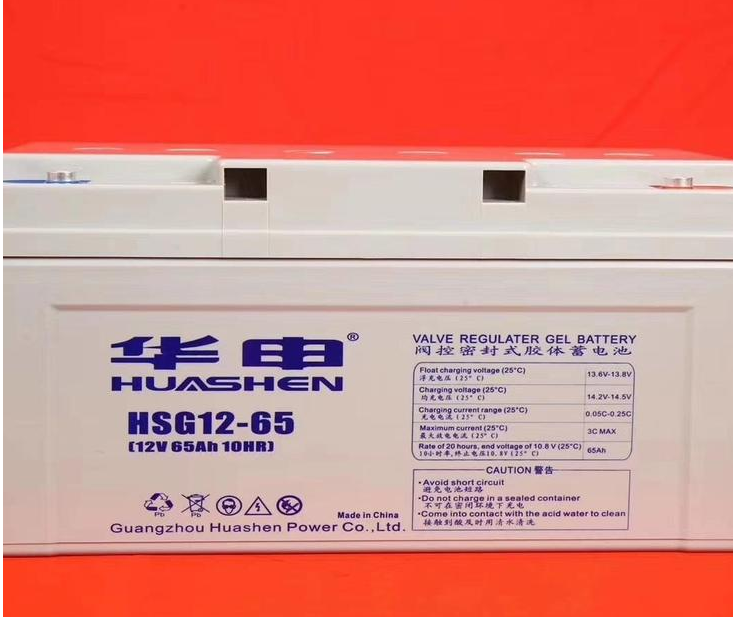 华申®
HUASHEN
HSG12-65
(12V 65Ah 10HR)
Pb Pb
Made in China
Guangzhou Huashen Power Co.,Ltd.
VALVE REGULATER GEL BATTERY
阀控密封式胶体蓄电池
Float charging voltage (25°C) 13.6V-13.8V
浮充电压 (25° C)
Charging voltage (25°C) 14.2V-14.5V
均充电压 (25° C)
Charging current range (25°C) 0.05C-0.25C
充电电流 (25° C)
Maximum current (25°C) 3C MAX
最大放电电流 (25° C)
Rate of 20 hours, end voltage of 10.8 V (25°C) 65Ah
10小时率,终止电压10.8V (25° C)
CAUTION 警告
·Avoid short circuit
避免电池短路
·Do not charge in a sealed container
不可在密闭环境下充电
·Come into contact with the acid water to clean
接触到酸及时用清水清洗